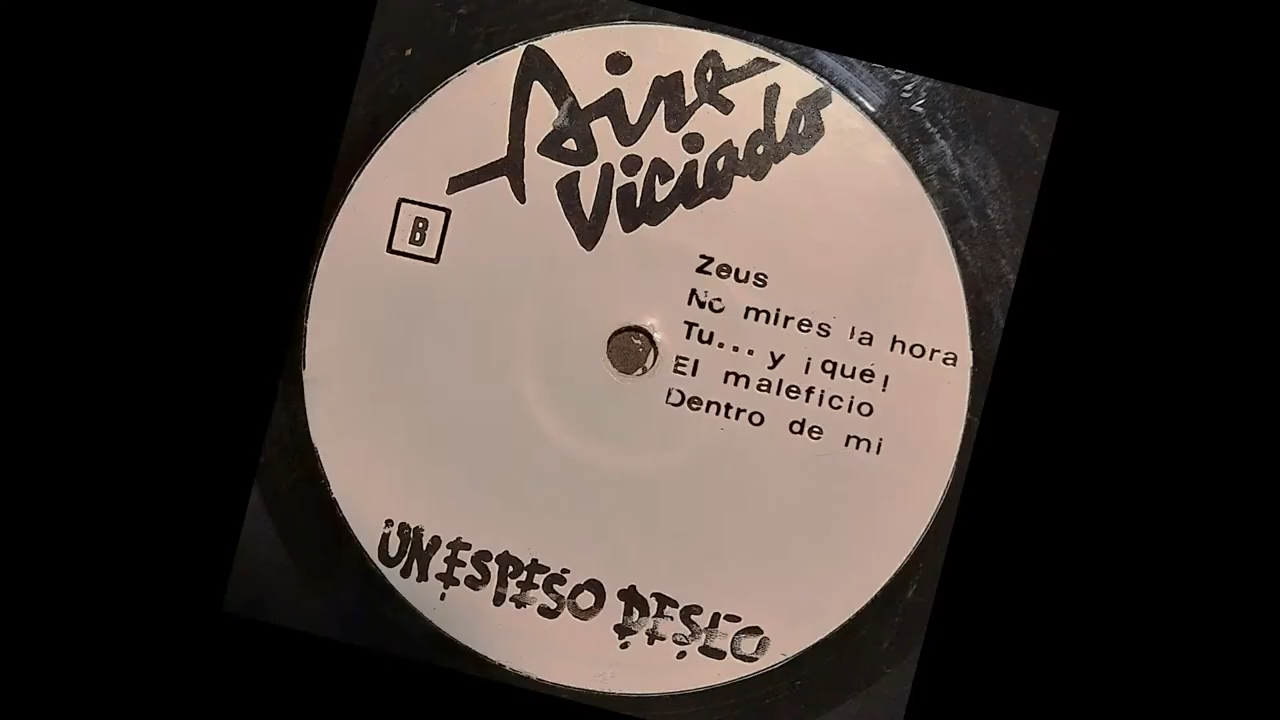 Aire
Viciado
B
Zeus
No mires la hora
Tu... y ¡qué!
El maleficio
Dentro de mi
UN ESPESO DESEO